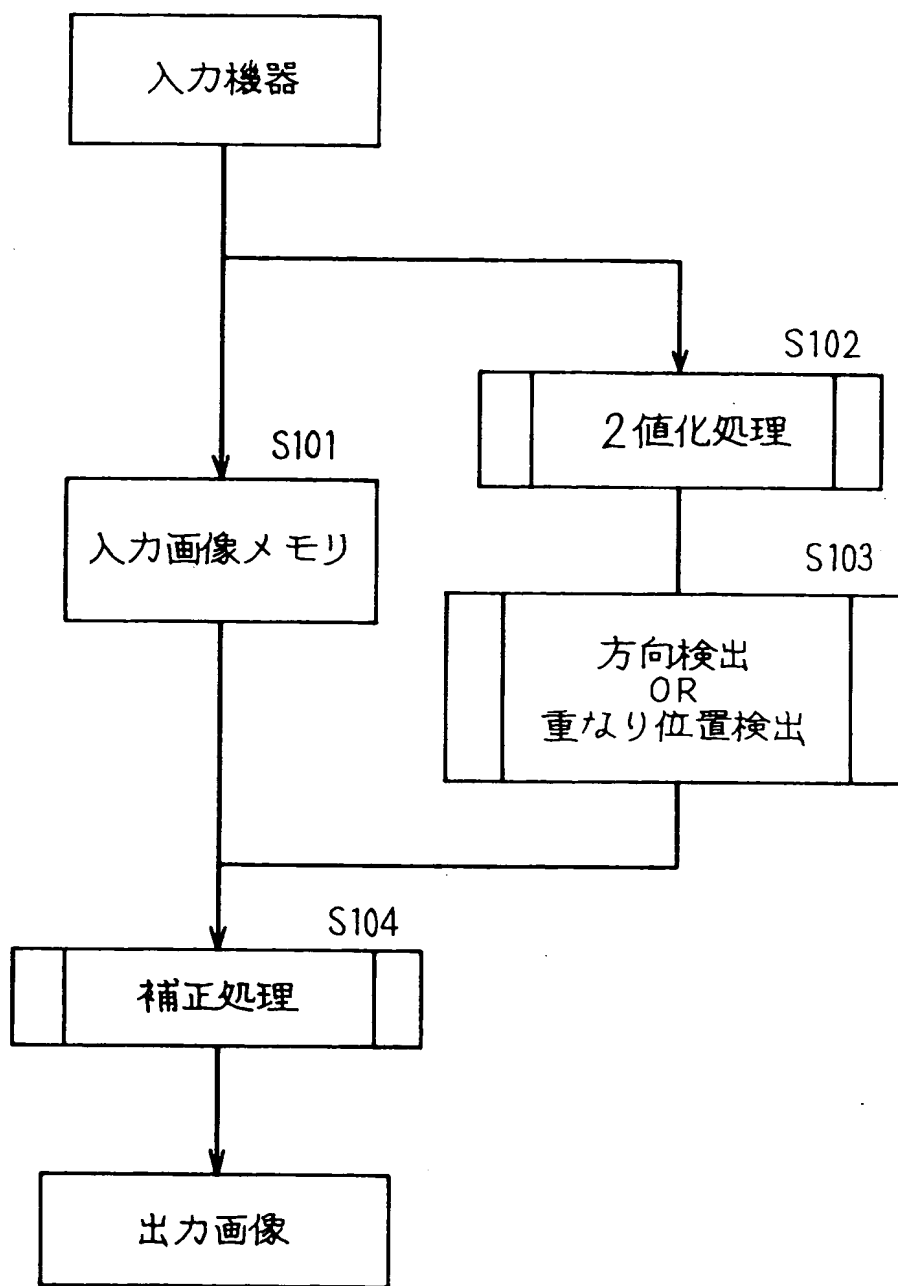 入力機器
S102
2値化処理
S101
入力画像メモリ
S103
方向検出
OR
重なり位置検出
S104
補正処理
出力画像